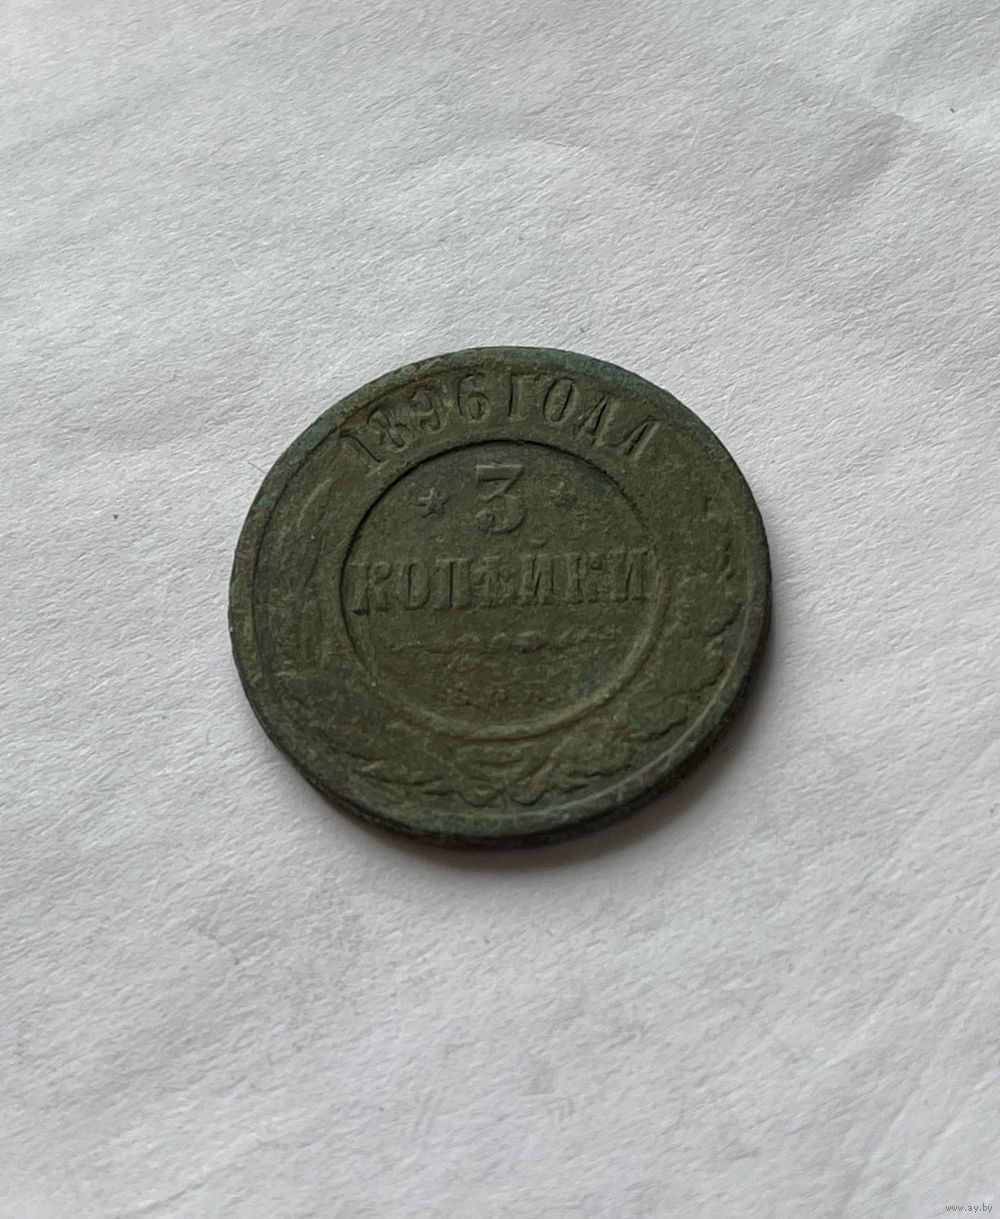 1896 ГОДА
* 3 *
КОПѢЙКИ
С.П.Б.
www.ay.by